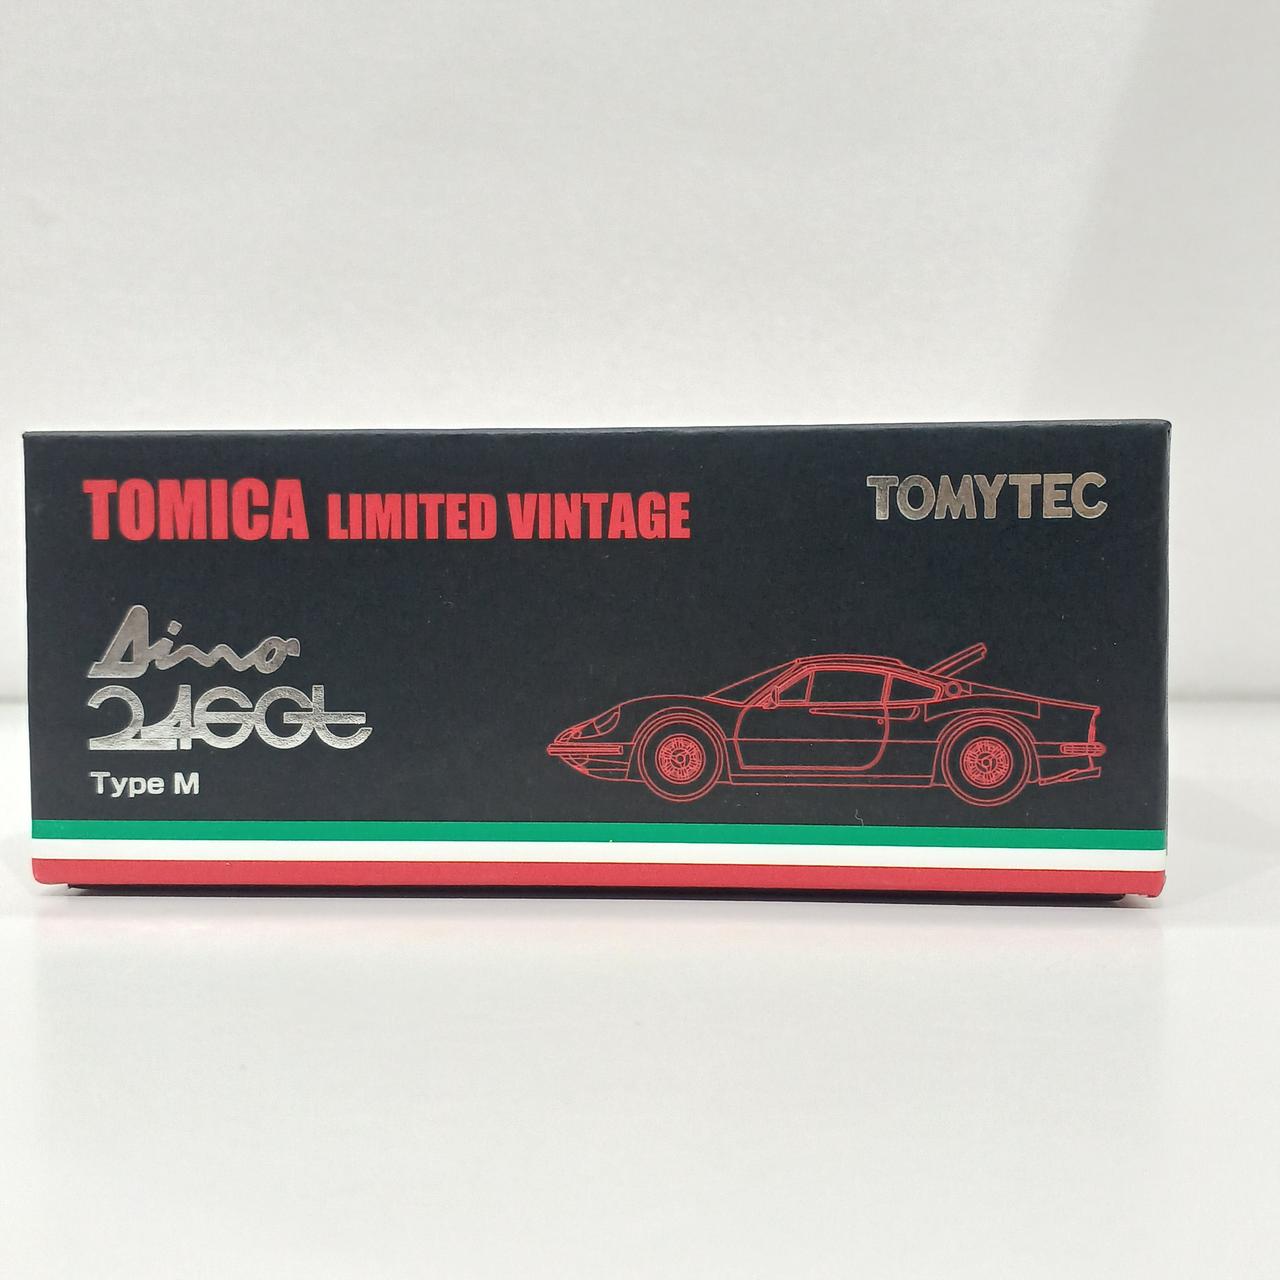 TOMICA LIMITED VINTAGE
TOMYTEC
Dino
246GT
Type M